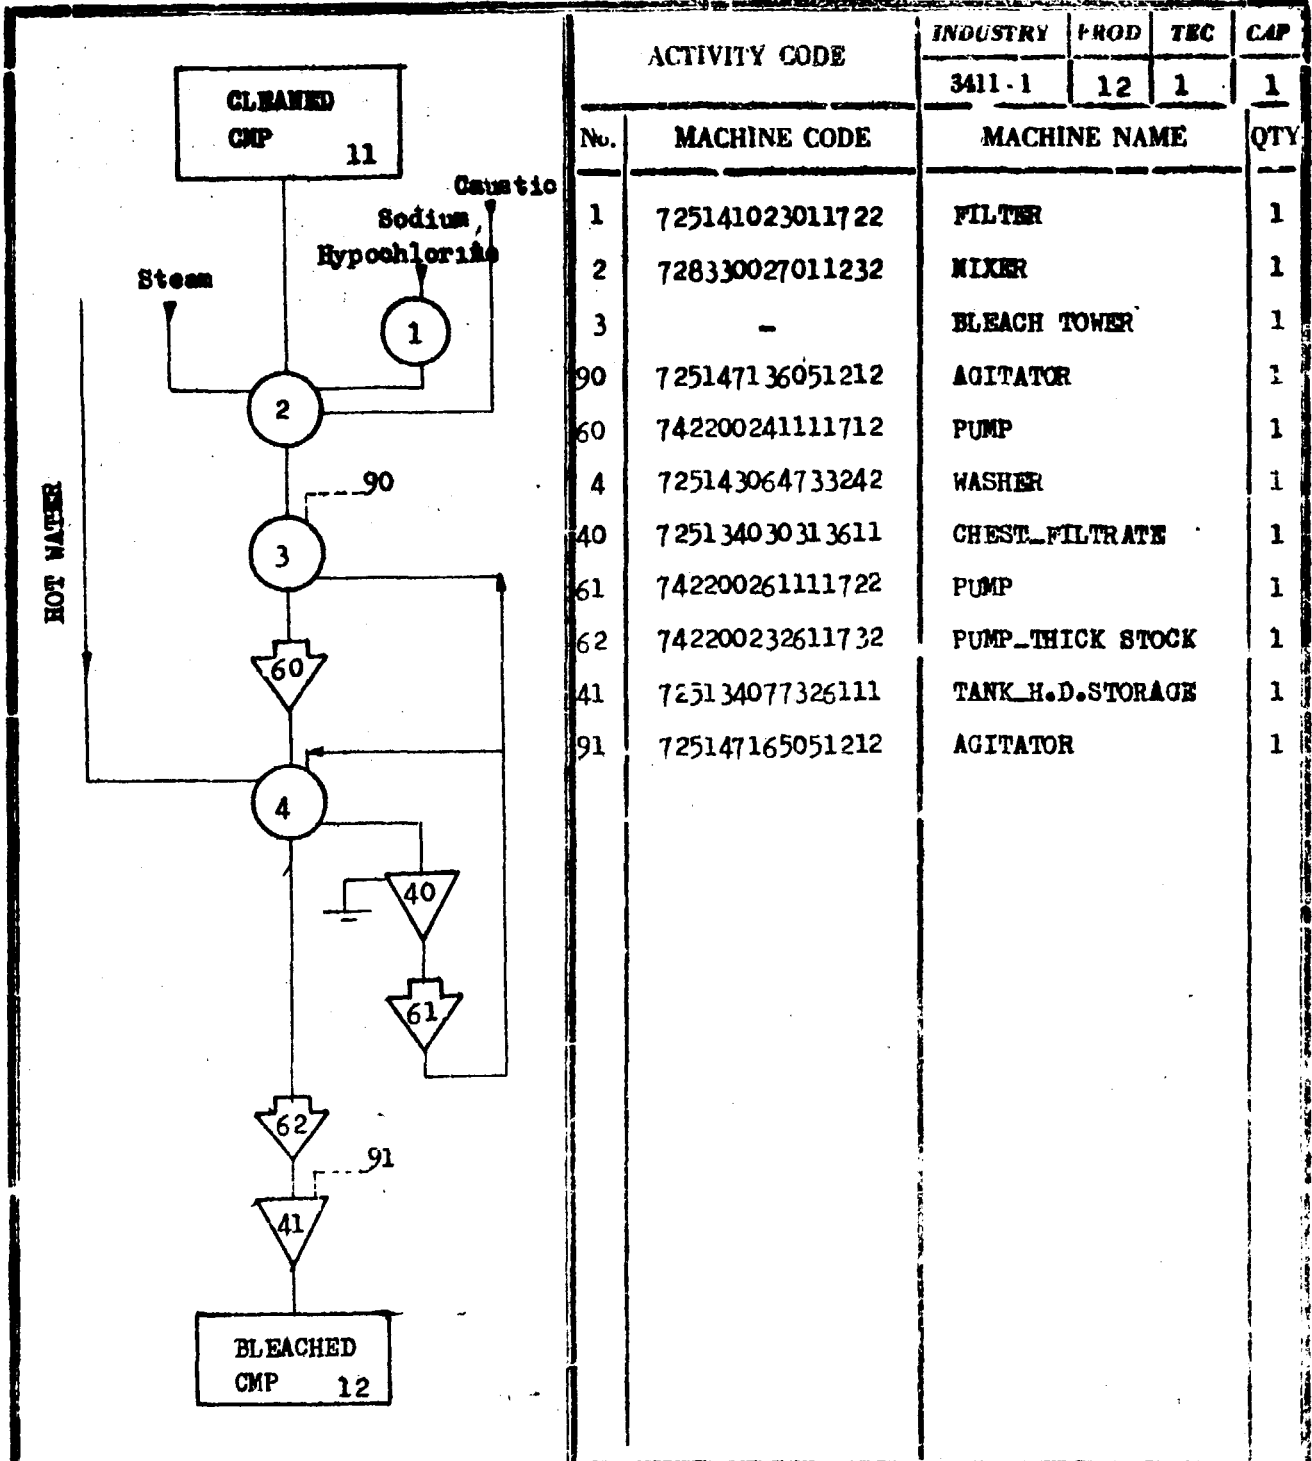 CLEANED
CMP 11
Caustic
Sodium,
Hypochlorite
Steam
1
2
90
3
HOT WATER
60
4
40
61
62
91
41
BLEACHED
CMP 12
ACTIVITY CODE INDUSTRY PROD TEC CAP
3411-1 12 1 1
No. MACHINE CODE MACHINE NAME QTY
1 725141023011722 FILTER 1
2 728330027011232 MIXER 1
3 - BLEACH TOWER 1
90 725147136051212 AGITATOR 1
60 742200241111712 PUMP 1
4 725143064733242 WASHER 1
40 725134030313611 CHEST_FILTRATE 1
61 742200261111722 PUMP 1
62 742200232611732 PUMP_THICK STOCK 1
41 725134077326111 TANK_H.D.STORAGE 1
91 725147165051212 AGITATOR 1